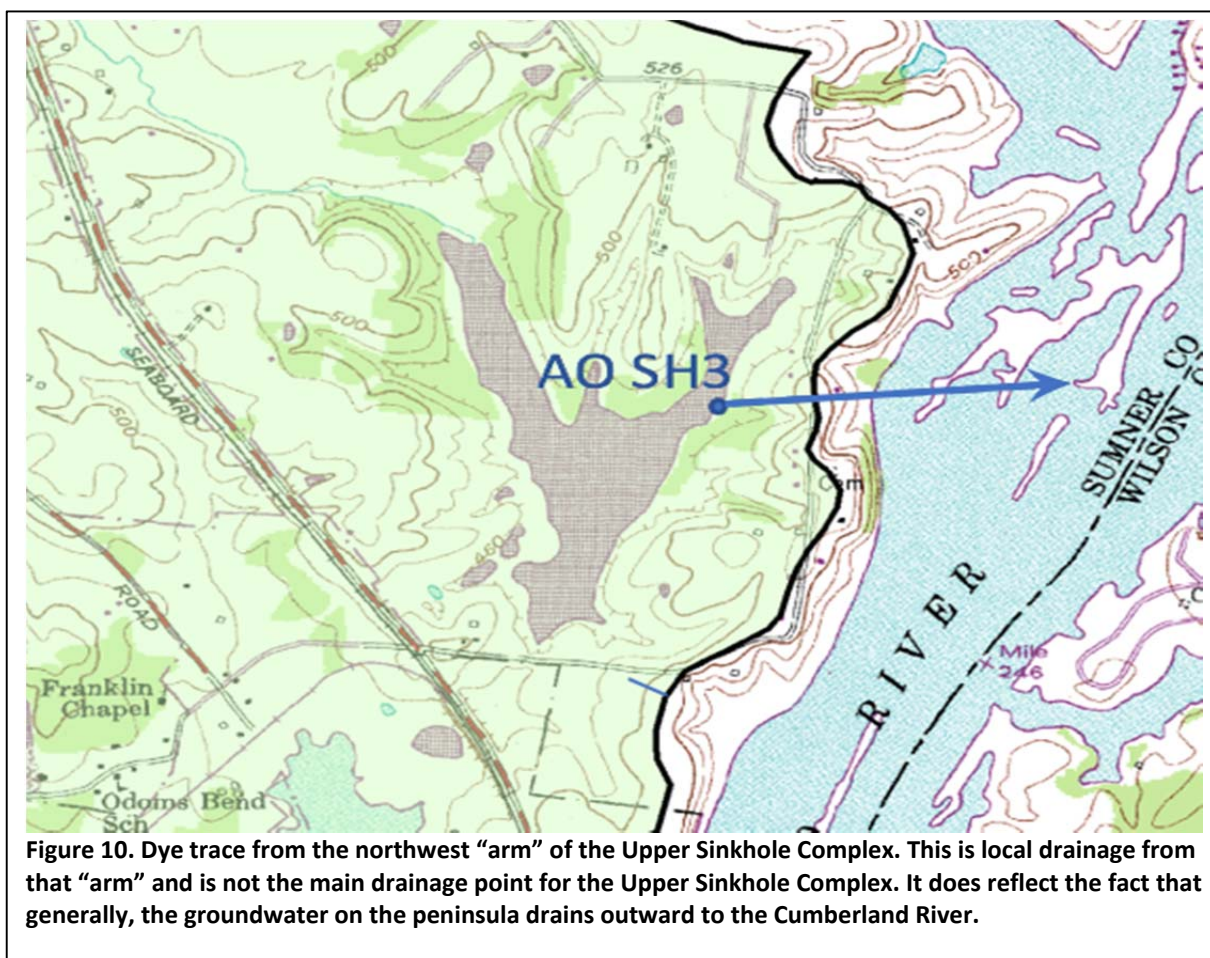 500
526
500
500
500
AO SH3
SEABOARD
SUMNER CO
WILSON
500
Cem
480
ROAD
RIVER
Mile
246
Franklin
Chapel
Odoms Bend
Sch
Figure 10. Dye trace from the northwest “arm” of the Upper Sinkhole Complex. This is local drainage from
that “arm” and is not the main drainage point for the Upper Sinkhole Complex. It does reflect the fact that
generally, the groundwater on the peninsula drains outward to the Cumberland River.